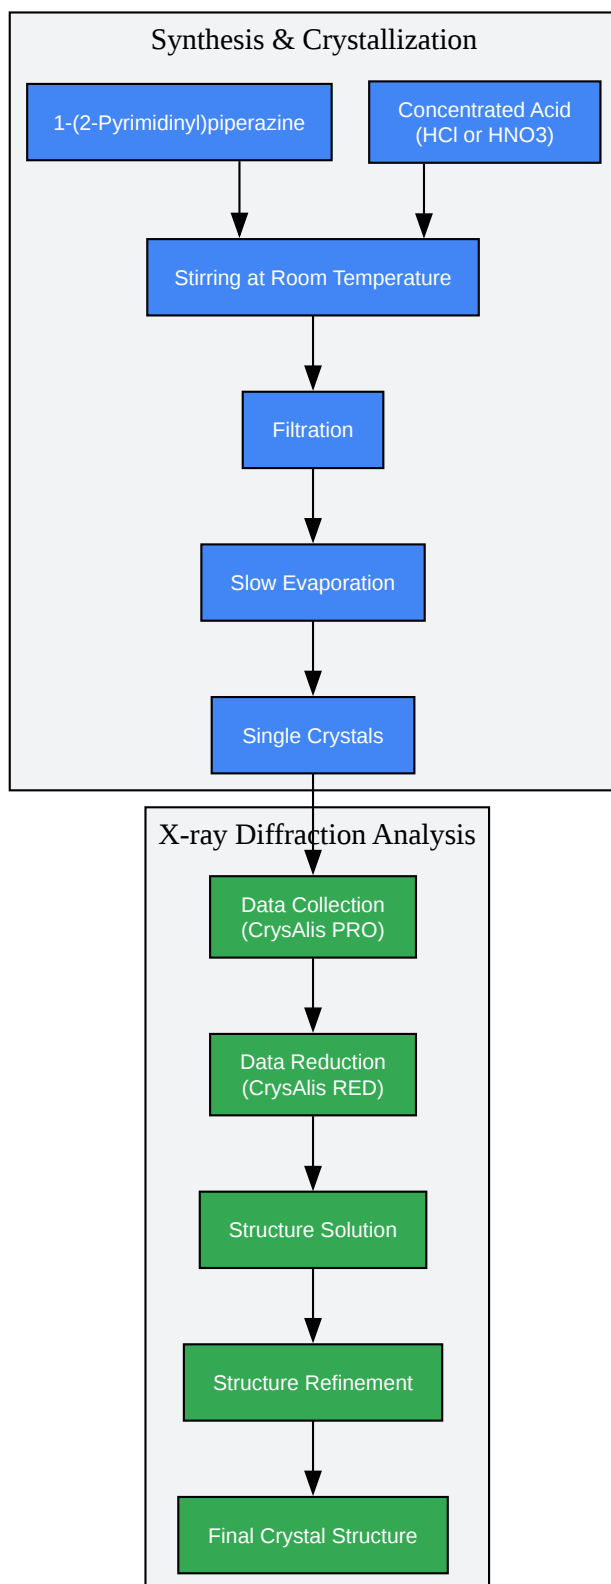 Synthesis & Crystallization
1-(2-Pyrimidinyl)piperazine
Concentrated Acid
(HCl or HNO3)
Stirring at Room Temperature
Filtration
Slow Evaporation
Single Crystals
X-ray Diffraction Analysis
Data Collection
(CrysAlis PRO)
Data Reduction
(CrysAlis RED)
Structure Solution
Structure Refinement
Final Crystal Structure